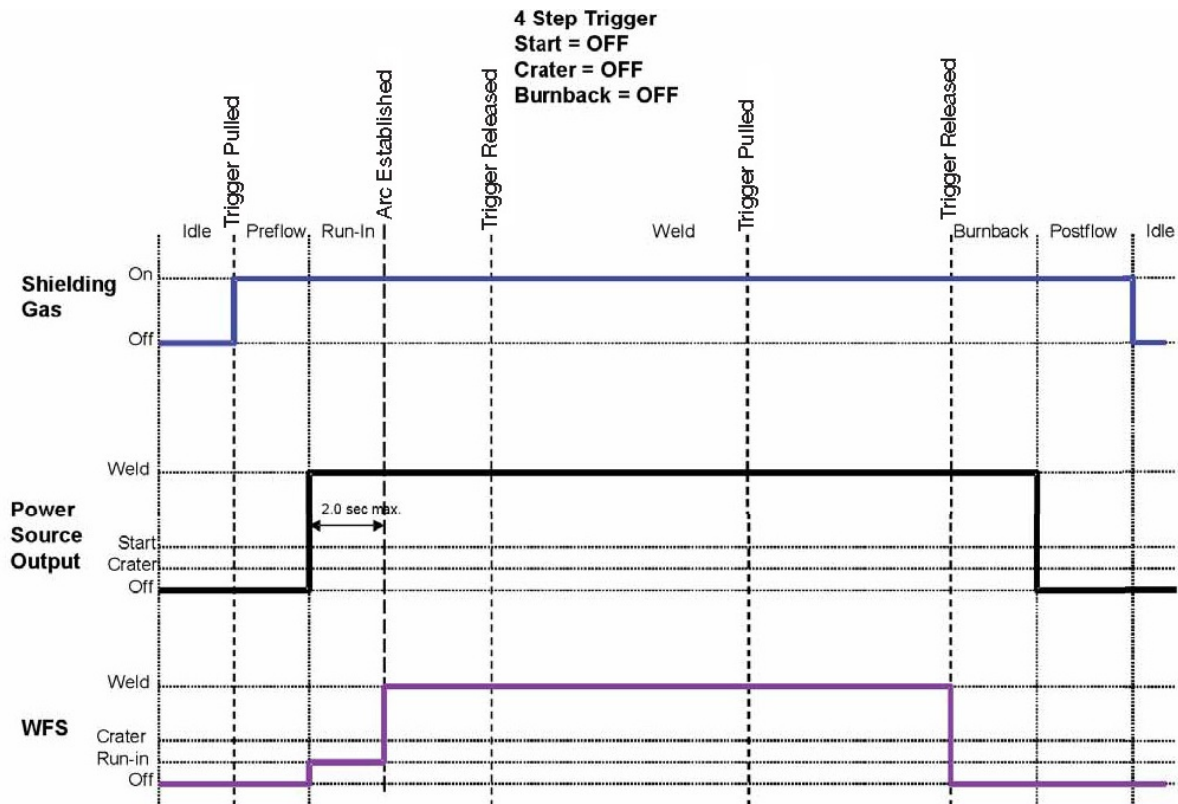 4 Step Trigger
Start = OFF
Crater = OFF
Burnback = OFF
Trigger Pulled
Arc Established
Trigger Released
Trigger Pulled
Trigger Released
Idle
Preflow
Run-In
Weld
Burnback
Postflow
Idle
Shielding
Gas
On
Off
Power
Source
Output
Weld
2.0 sec max.
Start
Crater
Off
WFS
Weld
Crater
Run-in
Off